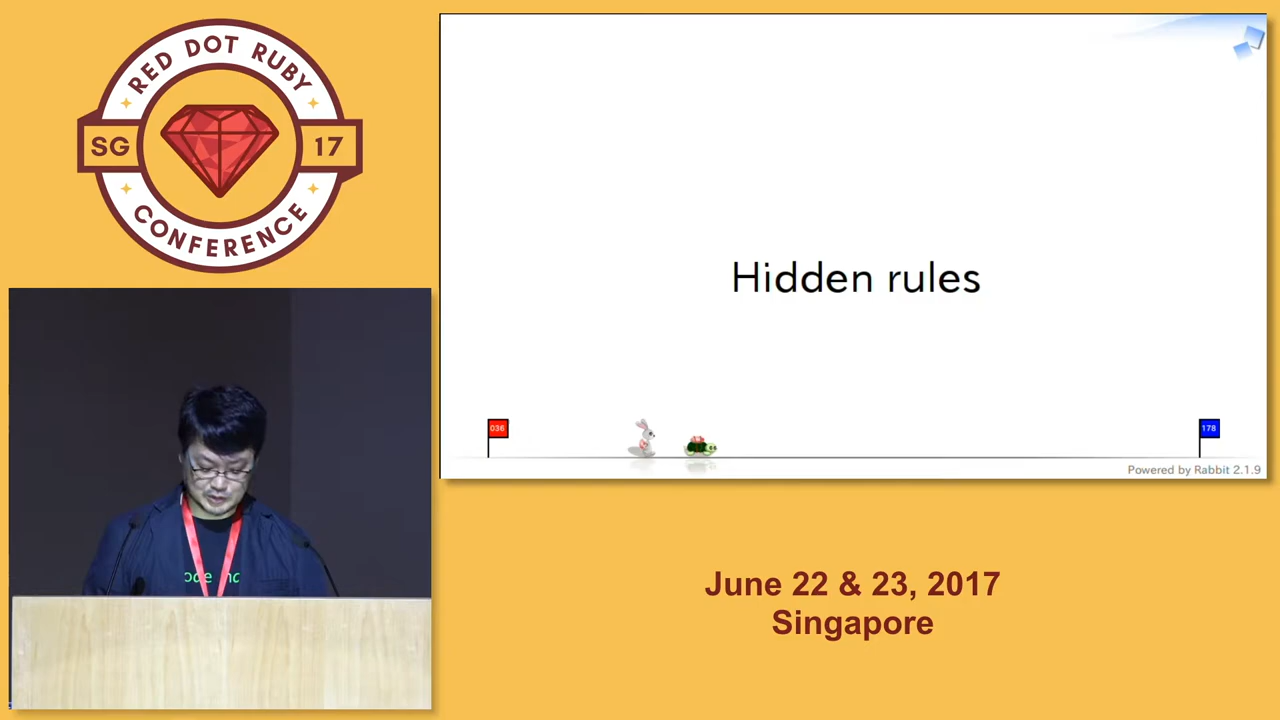 RED DOT RUBY
SG
17
CONFERENCE
Hidden rules
036
178
Powered by Rabbit 2.1.9
June 22 & 23, 2017
Singapore